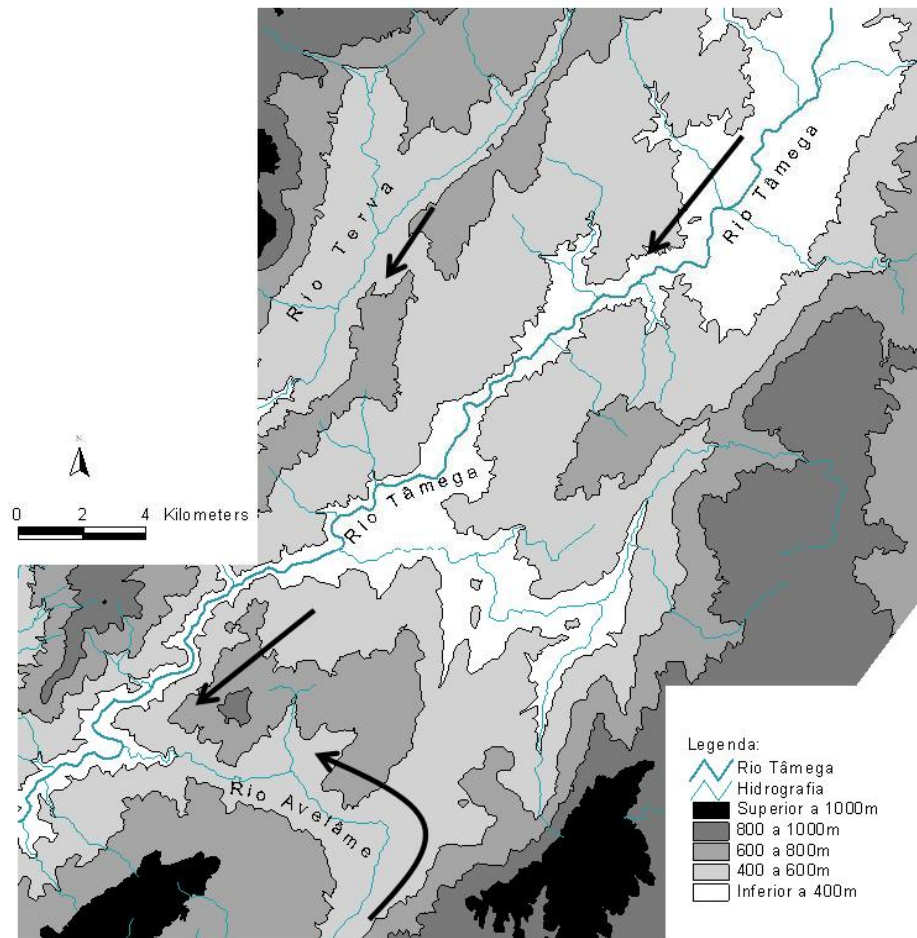 Rio Tâmega
Rio Terva
N
0 2 4 Kilometers
Rio Tâmega
Rio Avelâme
Legenda:
Rio Tâmega
Hidrografia
Superior a 1000m
800 a 1000m
600 a 800m
400 a 600m
Inferior a 400m